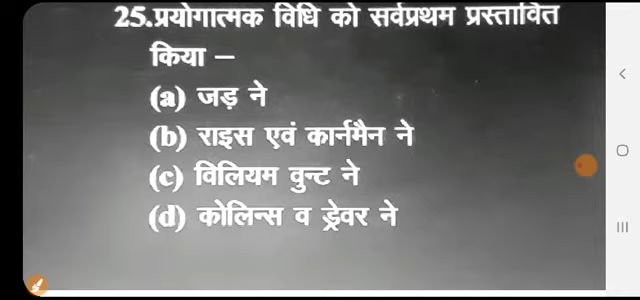 25.प्रयोगात्मक विधि को सर्वप्रथम प्रस्तावित
किया –
(a) जड़ ने
(b) राइस एवं कार्नमैन ने
(c) विलियम वुन्ट ने
(d) कोलिन्स व ड्रेवर ने